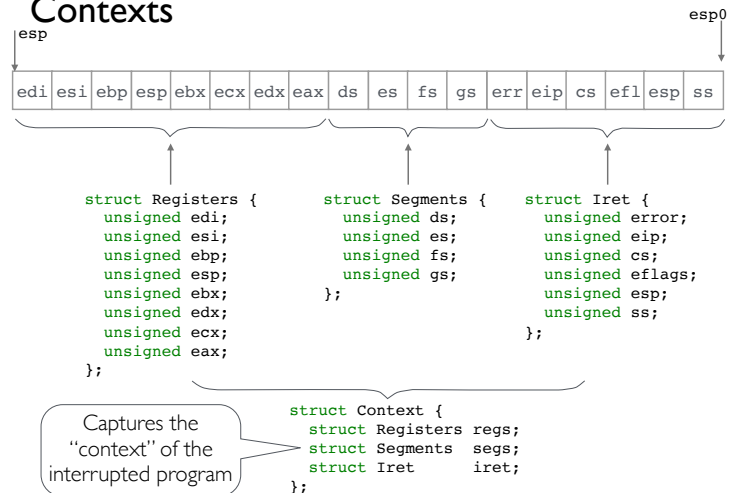 Contexts
esp
esp0
edi esi ebp esp ebx ecx edx eax ds es fs gs err eip cs efl esp ss
struct Registers {
unsigned edi;
unsigned esi;
unsigned ebp;
unsigned esp;
unsigned ebx;
unsigned edx;
unsigned ecx;
unsigned eax;
};
struct Segments {
unsigned ds;
unsigned es;
unsigned fs;
unsigned gs;
};
struct Iret {
unsigned error;
unsigned eip;
unsigned cs;
unsigned eflags;
unsigned esp;
unsigned ss;
};
Captures the
“context” of the
interrupted program
struct Context {
struct Registers regs;
struct Segments segs;
struct Iret iret;
};